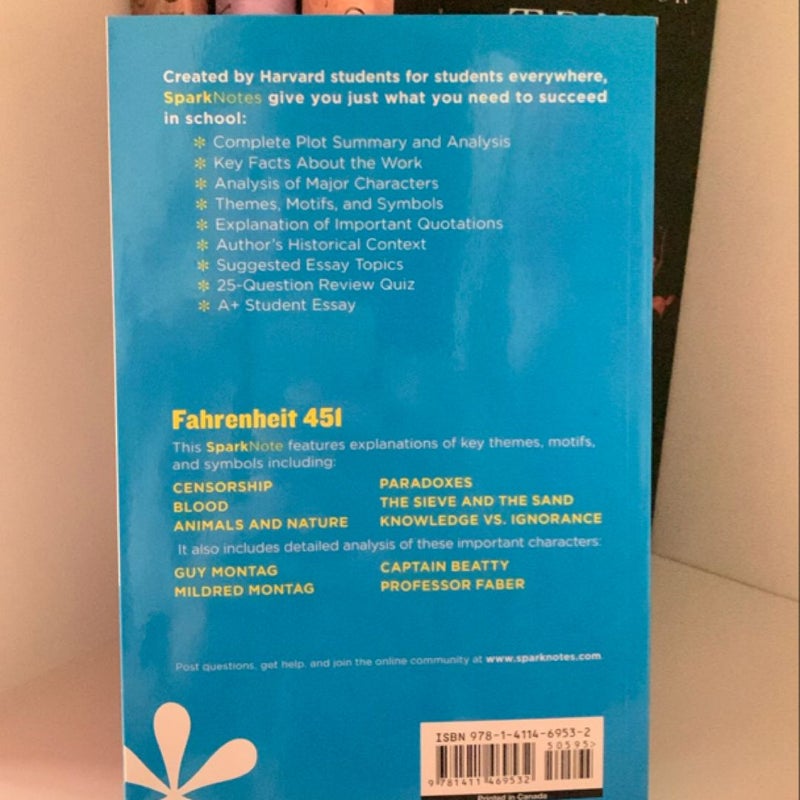 Created by Harvard students for students everywhere,
SparkNotes give you just what you need to succeed
in school:
* Complete Plot Summary and Analysis
* Key Facts About the Work
* Analysis of Major Characters
* Themes, Motifs, and Symbols
* Explanation of Important Quotations
* Author's Historical Context
* Suggested Essay Topics
* 25-Question Review Quiz
* A+ Student Essay
Fahrenheit 451
This SparkNote features explanations of key themes, motifs,
and symbols including:
CENSORSHIP
BLOOD
ANIMALS AND NATURE
PARADOXES
THE SIEVE AND THE SAND
KNOWLEDGE VS. IGNORANCE
It also includes detailed analysis of these important characters:
GUY MONTAG
MILDRED MONTAG
CAPTAIN BEATTY
PROFESSOR FABER
Post questions, get help, and join the online community at www.sparknotes.com
ISBN 978-1-4114-6953-2
50595>
9 781411 469532
Printed in Canada